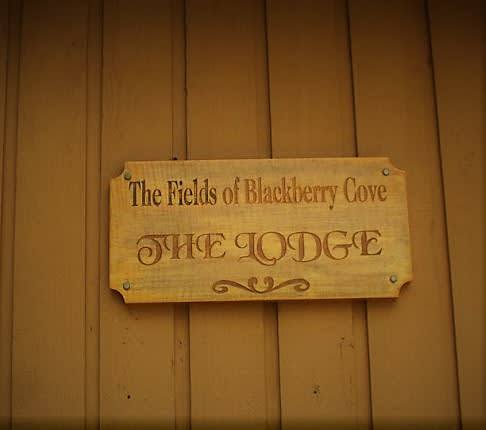 The Fields of Blackberry Cove
THE LODGE